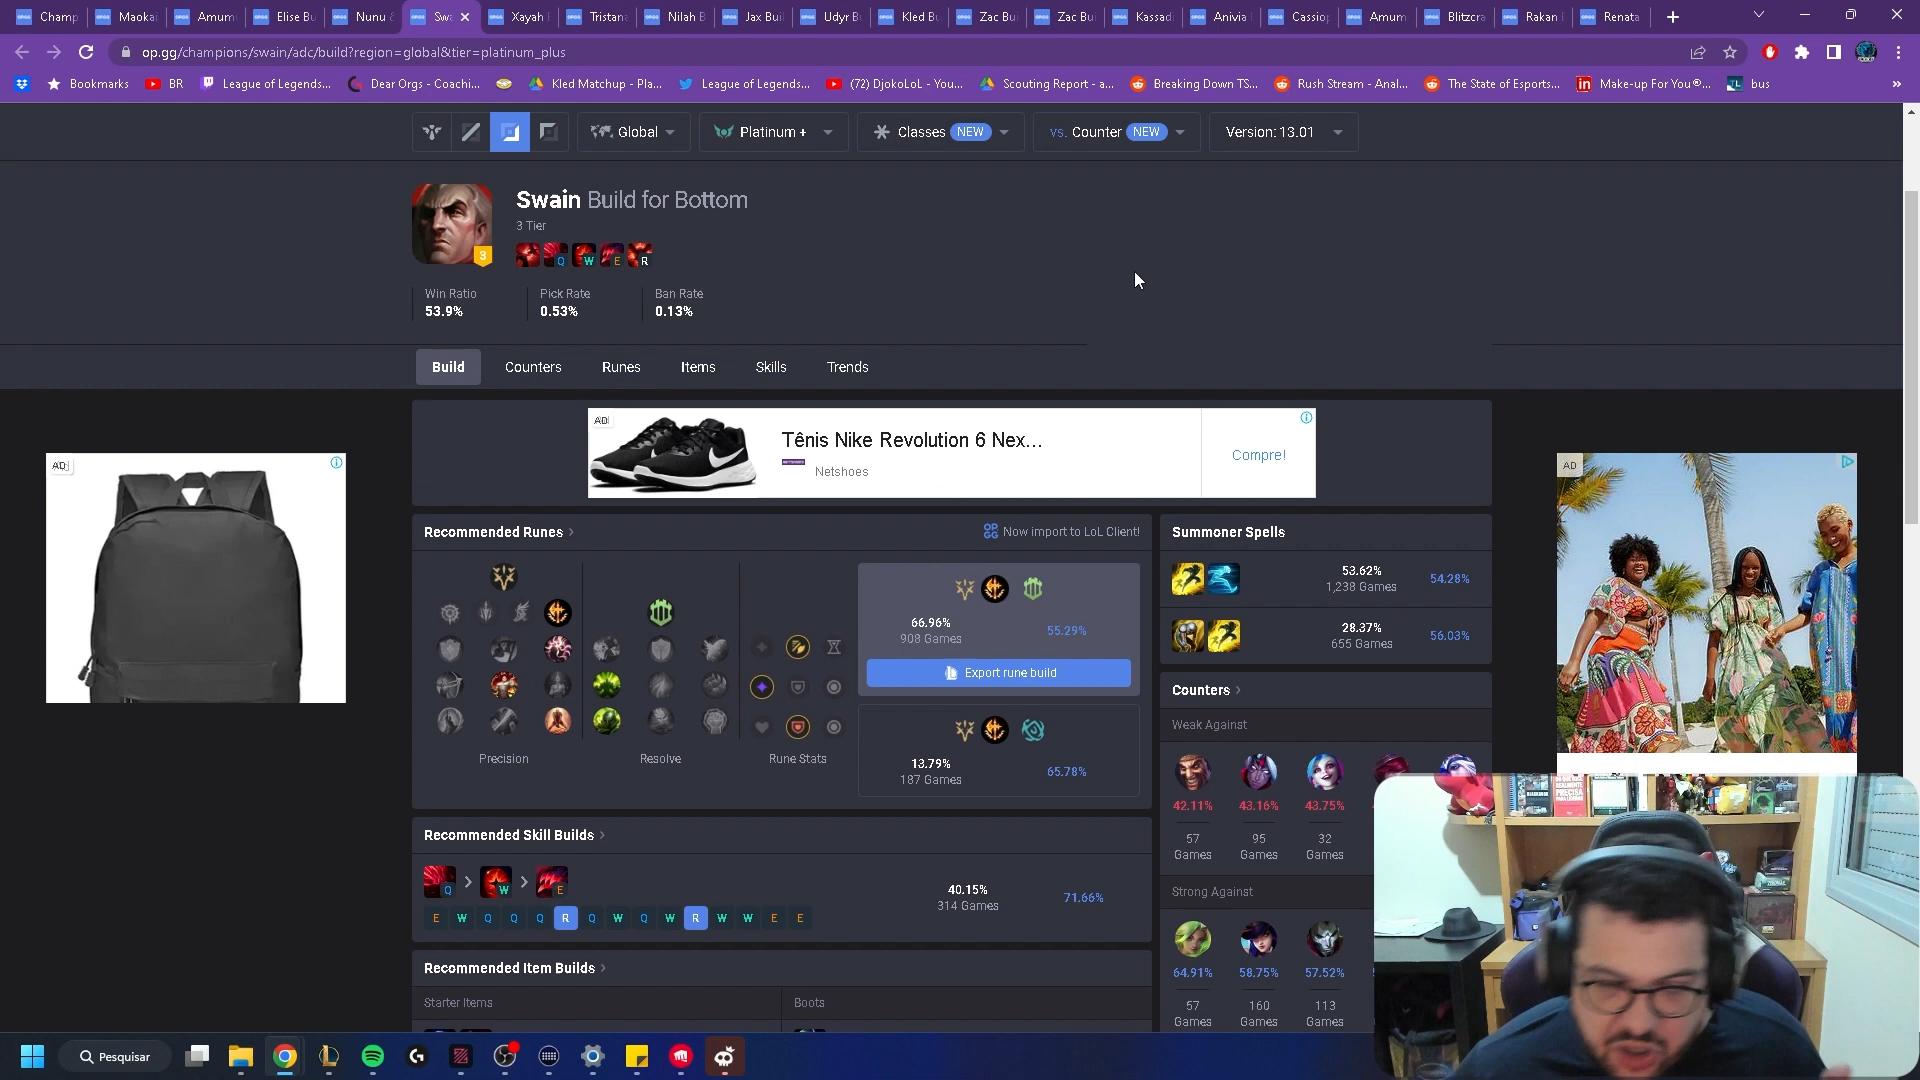 Champ
Maokai
Amum
Elise Bu
Nunu &
Swa
Xayah
Tristana
Nilah B
Jax Buil
Udyr B
Kled Bu
Zac Bui
Zac Bui
Kassad
Anivia
Cassiop
Amum
Blitzcra
Rakan
Renata
op.gg/champions/swain/adc/build?region=global&tier=platinum_plus
Bookmarks
BR
League of Legends...
Dear Orgs - Coachi...
Kled Matchup - Pla...
League of Legends...
(72) DjokoLoL - You...
Scouting Report - a...
Breaking Down TS...
Rush Stream - Anal...
The State of Esports...
Make-up For You®...
bus
Global
Platinum +
Classes NEW
vs. Counter NEW
Version: 13.01
Swain Build for Bottom
3 Tier
3
Q W E R
Win Ratio Pick Rate Ban Rate
53.9% 0.53% 0.13%
Build Counters Runes Items Skills Trends
AD
Tênis Nike Revolution 6 Nex...
Netshoes
Compre!
AD
AD
Recommended Runes
Now import to LoL Client!
66.96%
908 Games
55.29%
Export rune build
13.79%
187 Games
65.78%
Precision Resolve Rune Stats
Summoner Spells
53.62%
1,238 Games
54.28%
28.37%
655 Games
56.03%
Counters
Weak Against
42.11% 43.16% 43.75%
57 95 32
Games Games Games
Strong Against
64.91% 58.75% 57.52%
57 160 113
Games Games Games
Recommended Skill Builds
Q W E
E W Q Q Q R Q W Q W R W W E E
40.15%
314 Games
71.66%
Recommended Item Builds
Starter Items
Boots
Pesquisar